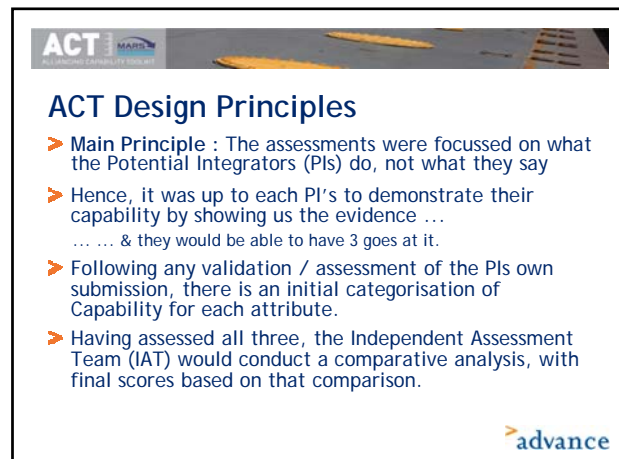 ACT
MARS
ALLIANCING CAPABILITY TOOLKIT
ACT Design Principles
> Main Principle : The assessments were focussed on what
the Potential Integrators (PIs) do, not what they say
> Hence, it was up to each PI's to demonstrate their
capability by showing us the evidence ...
... ... & they would be able to have 3 goes at it.
> Following any validation / assessment of the PIs own
submission, there is an initial categorisation of
Capability for each attribute.
> Having assessed all three, the Independent Assessment
Team (IAT) would conduct a comparative analysis, with
final scores based on that comparison.
>advance